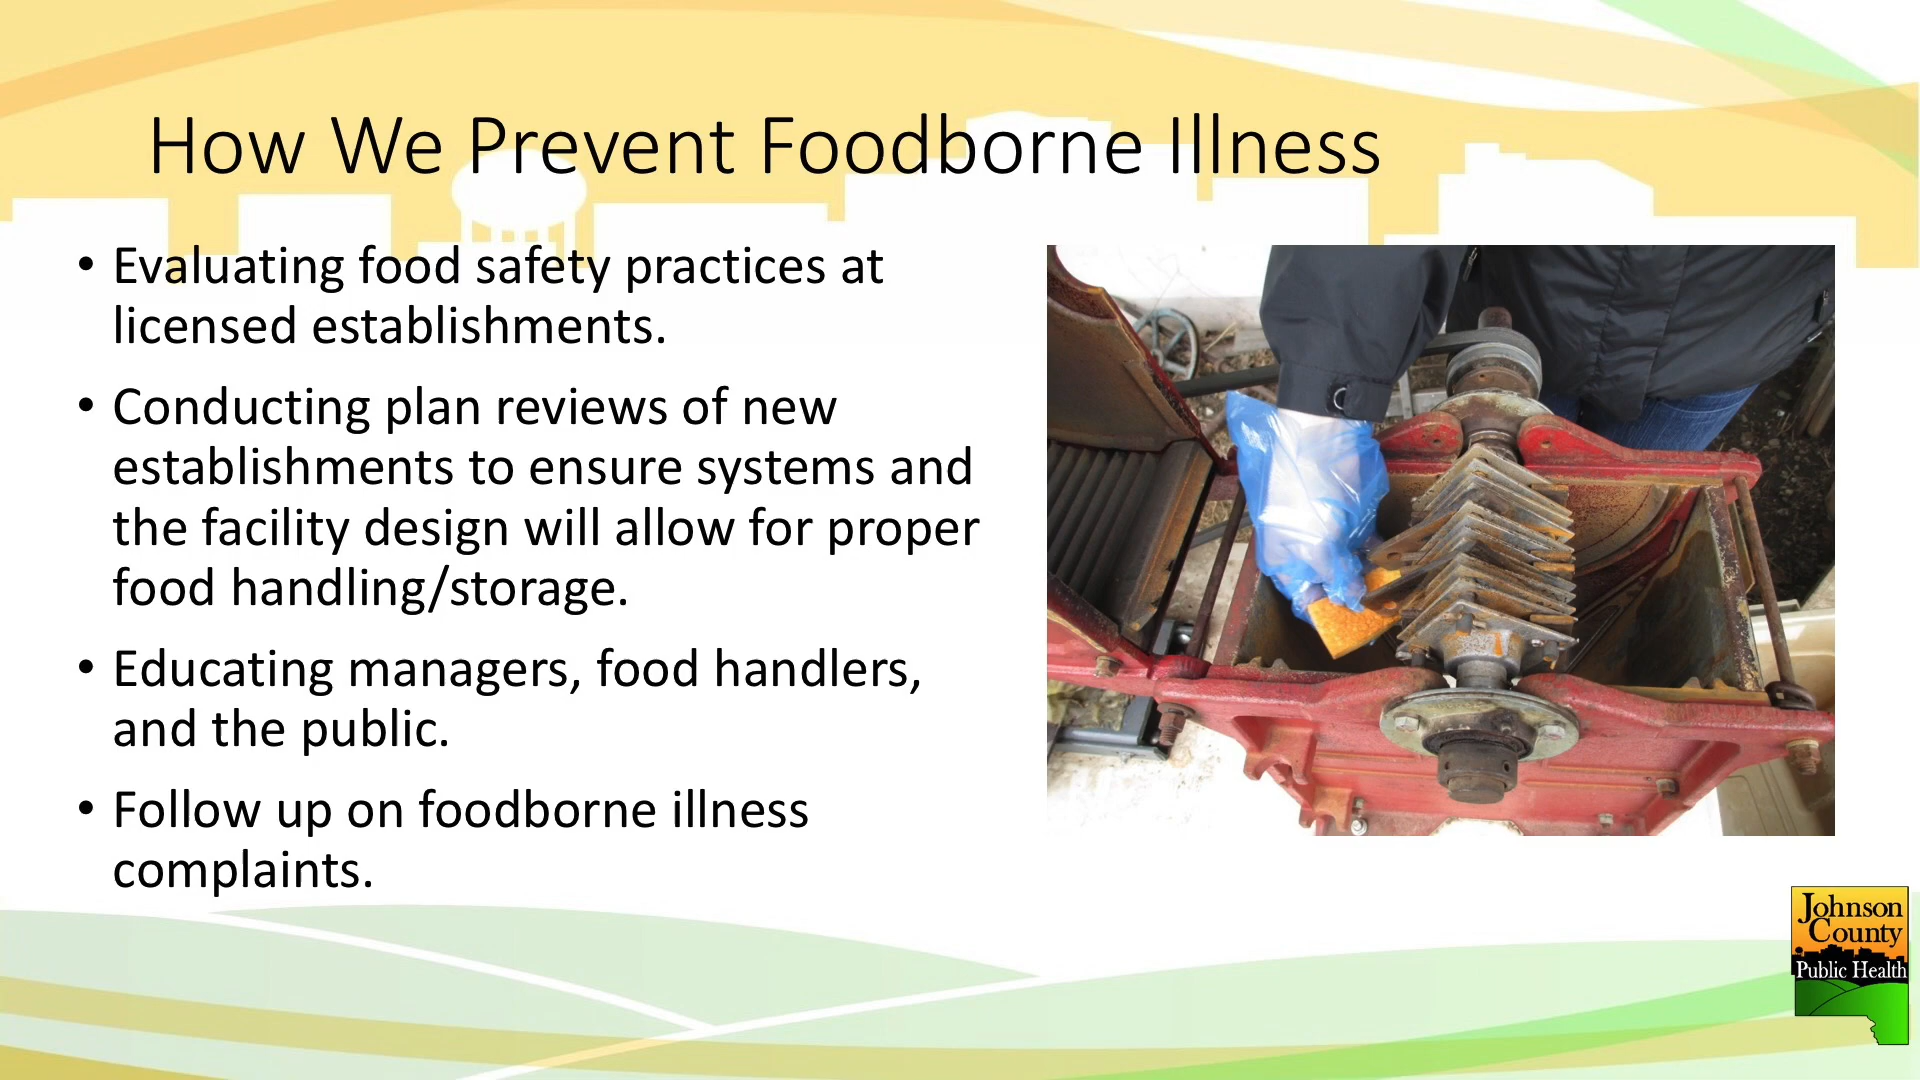 How We Prevent Foodborne Illness
• Evaluating food safety practices at
licensed establishments.
• Conducting plan reviews of new
establishments to ensure systems and
the facility design will allow for proper
food handling/storage.
• Educating managers, food handlers,
and the public.
• Follow up on foodborne illness
complaints.
Johnson
County
Public Health